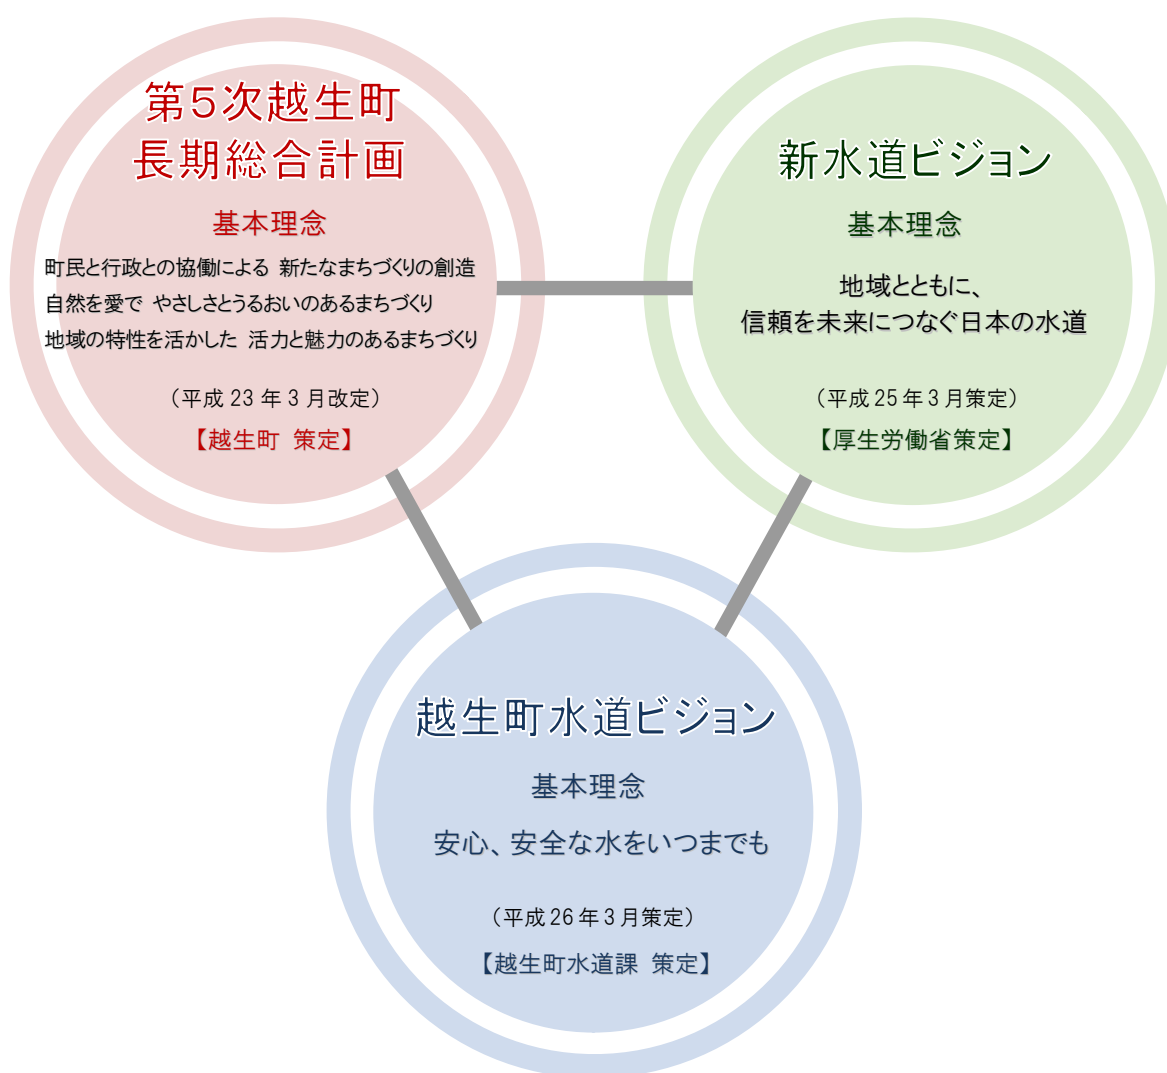 第5次越生町
長期総合計画
基本理念
町民と行政との協働による 新たなまちづくりの創造
自然を愛で やさしさとうるおいのあるまちづくり
地域の特性を活かした 活力と魅力のあるまちづくり
（平成 23 年 3 月改定）
【越生町 策定】
新水道ビジョン
基本理念
地域とともに、
信頼を未来につなぐ日本の水道
（平成 25 年 3 月策定）
【厚生労働省策定】
越生町水道ビジョン
基本理念
安心、安全な水をいつまでも
（平成 26 年 3 月策定）
【越生町水道課 策定】